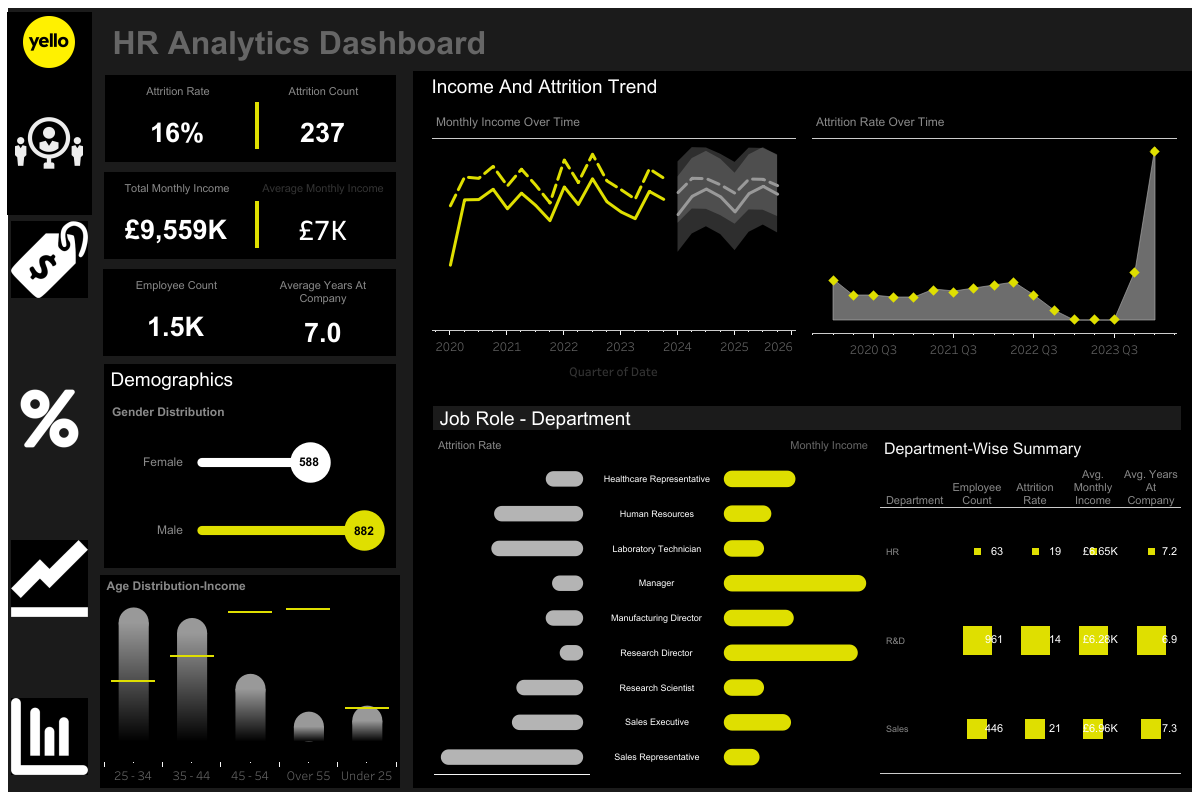 yello
HR Analytics Dashboard
Attrition Rate
Attrition Count
16%
237
Total Monthly Income
Average Monthly Income
£9,559K
£7K
Employee Count
Average Years At
Company
1.5K
7.0
Demographics
Gender Distribution
Female
588
Male
882
Age Distribution-Income
25 - 34
35 - 44
45 - 54
Over 55
Under 25
Income And Attrition Trend
Monthly Income Over Time
2020
2021
2022
2023
2024
2025
2026
Quarter of Date
Attrition Rate Over Time
2020 Q3
2021 Q3
2022 Q3
2023 Q3
Job Role - Department
Attrition Rate
Monthly Income
Healthcare Representative
Human Resources
Laboratory Technician
Manager
Manufacturing Director
Research Director
Research Scientist
Sales Executive
Sales Representative
Department-Wise Summary
Department
Employee
Count
Attrition
Rate
Avg.
Monthly
Income
Avg. Years
At
Company
HR
63
19
£6.65K
7.2
R&D
961
14
£6.28K
6.9
Sales
446
21
£6.96K
7.3